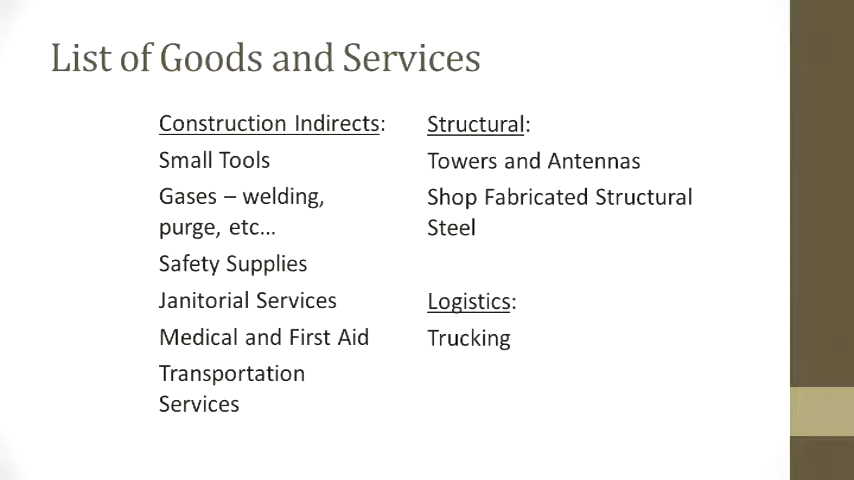 List of Goods and Services
Construction Indirects:
Small Tools
Gases – welding,
purge, etc…
Safety Supplies
Janitorial Services
Medical and First Aid
Transportation
Services
Structural:
Towers and Antennas
Shop Fabricated Structural
Steel
Logistics:
Trucking